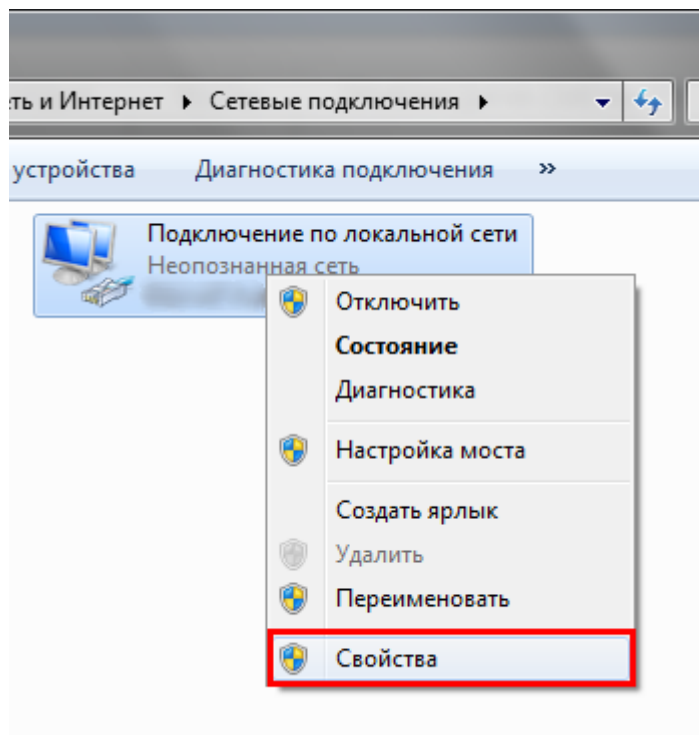 ть и Интернет ▸ Сетевые подключения ▸
устройства Диагностика подключения »
Подключение по локальной сети
Неопознанная сеть
Отключить
Состояние
Диагностика
Настройка моста
Создать ярлык
Удалить
Переименовать
Свойства